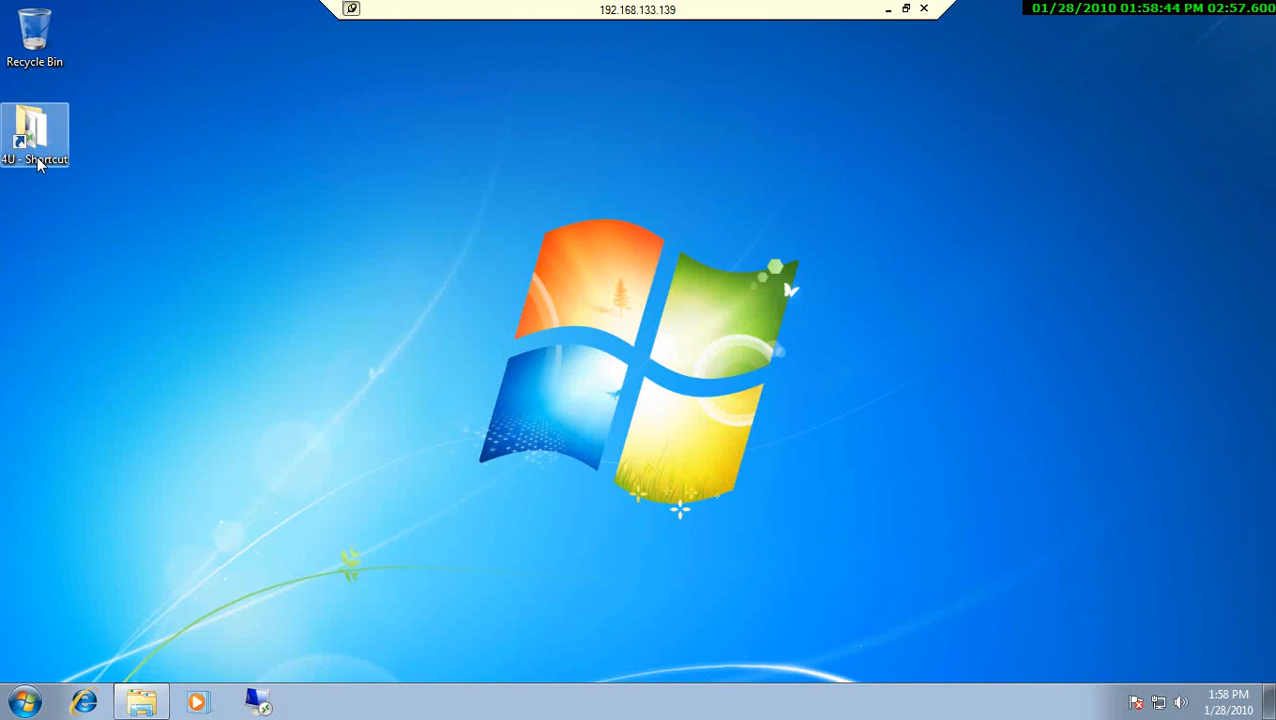 192.168.133.139
01/28/2010 01:58:44 PM 02:57.600
Recycle Bin
4U - Shortcut
1:58 PM
1/28/2010